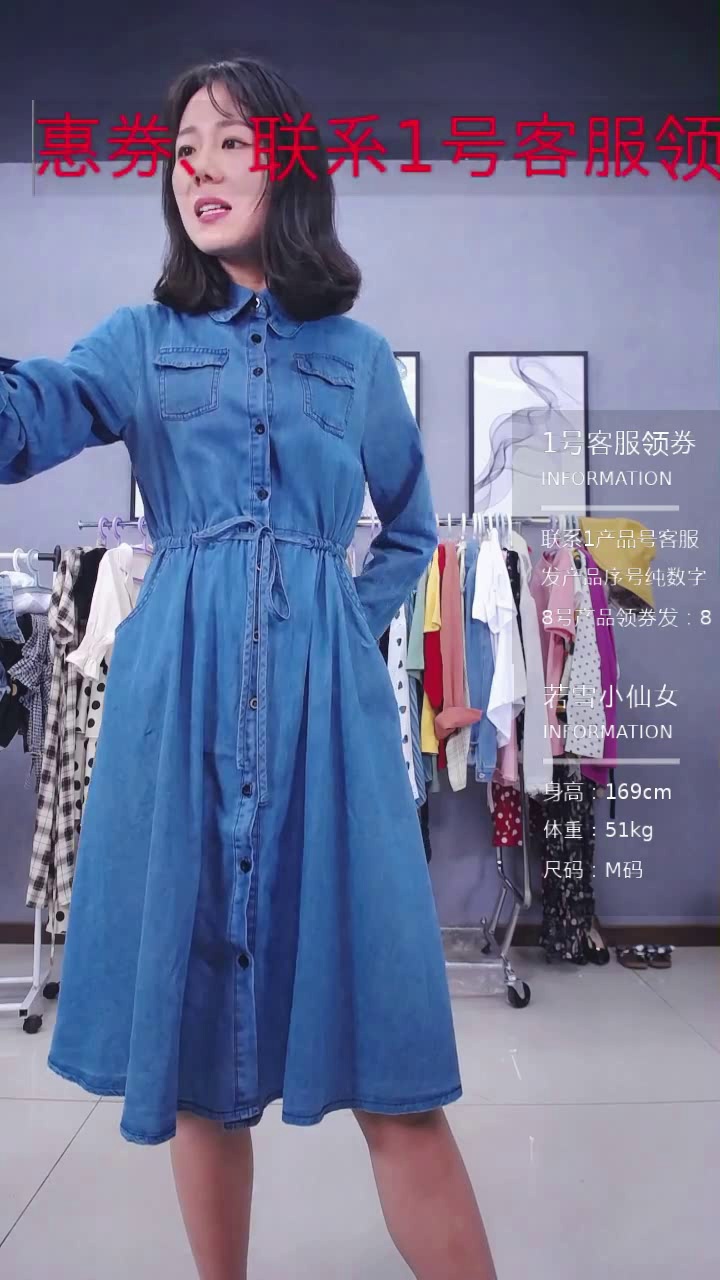 惠券、联系1号客服领
1号客服领券
INFORMATION
联系1产品号客服
发产品序号纯数字
8号产品领券发：8
若雪小仙女
INFORMATION
身高：169cm
体重：51kg
尺码：M码